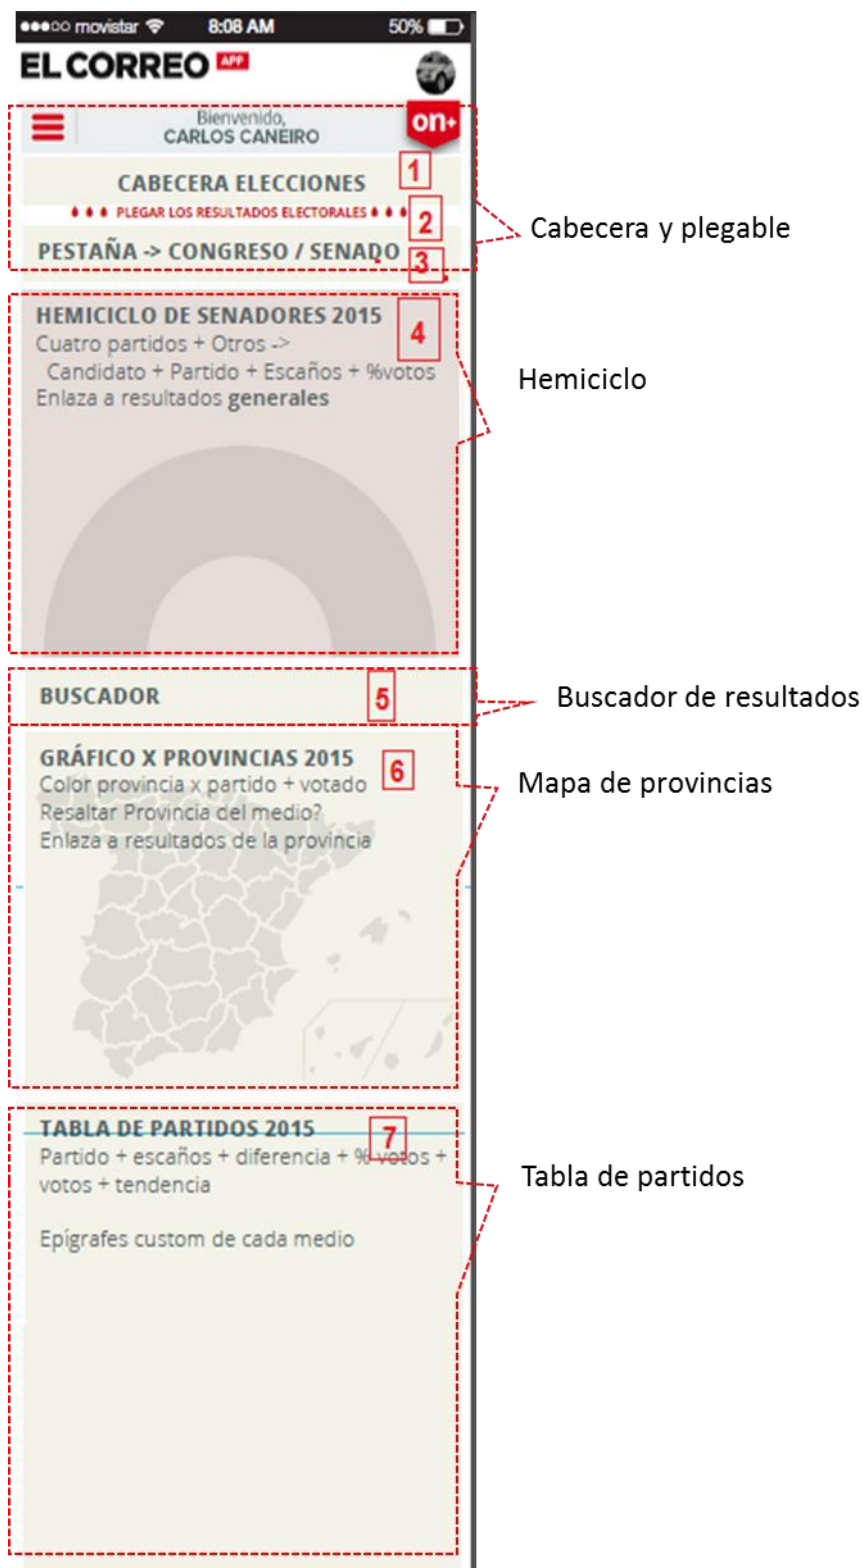 movistar 8:08 AM 50%
EL CORREO APP
Bienvenido,
CARLOS CANEIRO
on+
CABECERA ELECCIONES 1
PLEGAR LOS RESULTADOS ELECTORALES 2
Cabecera y plegable
PESTAÑA -> CONGRESO / SENADO 3
HEMICICLO DE SENADORES 2015 4
Cuatro partidos + Otros ->
Candidato + Partido + Escaños + %votos
Enlaza a resultados generales
Hemiciclo
BUSCADOR 5
Buscador de resultados
GRÁFICO X PROVINCIAS 2015 6
Color provincia x partido + votado
Resaltar Provincia del medio?
Enlaza a resultados de la provincia
Mapa de provincias
TABLA DE PARTIDOS 2015 7
Partido + escaños + diferencia + % votos +
votos + tendencia
Tabla de partidos
Epígrafes custom de cada medio